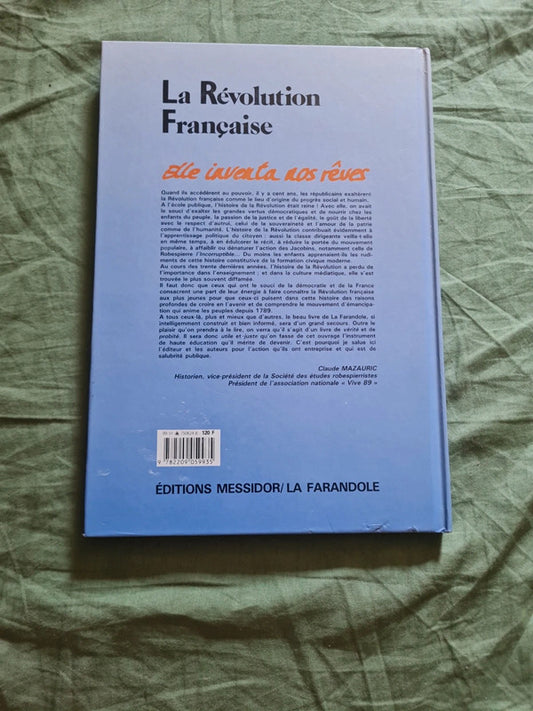 La Révolution
Française
Elle inventa nos rêves
Quand ils accédèrent au pouvoir, il y a cent ans, les républicains exaltèrent
la Révolution française comme le lieu d'origine du progrès social et humain.
A l'école publique, l'histoire de la Révolution était reine ! Avec elle, on avait
le souci d'exalter les grandes vertus démocratiques et de nourrir chez les
enfants du peuple, la passion de la justice et de l'égalité, le goût de la liberté
avec le respect d'autrui, celui de la souveraineté et l'amour de la patrie
comme de l'humanité. L'histoire de la Révolution contribuait évidemment à
l'apprentissage politique du citoyen : aussi la classe dirigeante veilla-t-elle
en même temps, à en édulcorer le récit, à réduire la portée du mouvement
populaire, à affaiblir ou dénaturer l'action des Jacobins, notamment celle de
Robespierre l'Incorruptible... Du moins les enfants apprenaient-ils les rudi-
ments de cette histoire constitutive de la formation civique moderne.
Au cours des trente dernières années, l'histoire de la Révolution a perdu de
l'importance dans l'enseignement ; et dans la culture médiatique, elle s'est
trouvée le plus souvent diffamée.
Il faut donc que ceux qui ont le souci de la démocratie et de la France
consacrent une part de leur énergie à faire connaître la Révolution française
aux plus jeunes pour que ceux-ci puisent dans cette histoire des raisons
profondes de croire en l'avenir et de comprendre le mouvement d'émancipa-
tion qui anime les peuples depuis 1789.
A tous ceux-là, plus et mieux que d'autres, le beau livre de La Farandole, si
intelligemment construit et bien informé, sera d'un grand secours. Outre le
plaisir qu'on prendra à le lire, on verra qu'il s'agit d'un livre de vérité et de
probité. Il sera donc utile et juste qu'on fasse de cet ouvrage l'instrument
de haute éducation qu'il mérite de devenir. C'est pourquoi je salue ici
l'éditeur et les auteurs pour l'action qu'ils ont entreprise et qui est de
salubrité publique.
Claude MAZAURIC
Historien, vice-président de la Société des études robespierristes
Président de l'association nationale « Vive 89 »
120 F
9 782209 059935
ÉDITIONS MESSIDOR/LA FARANDOLE